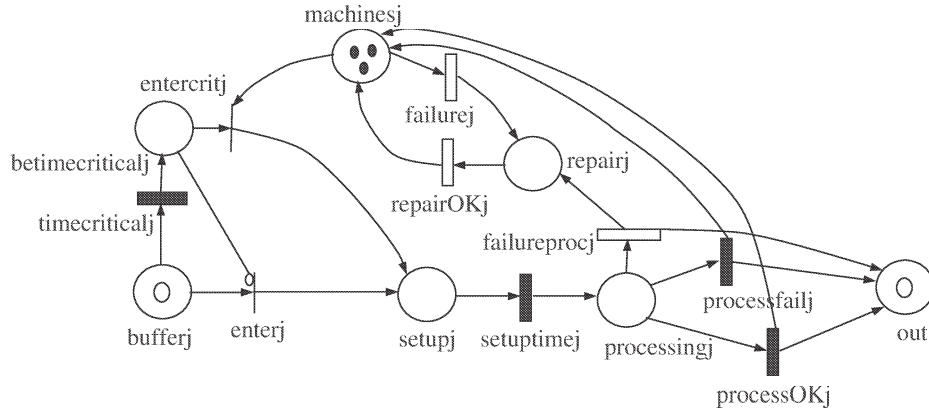 machinesj
entercritj
failurej
betimecriticalj
repairj
timecriticalj
repairOKj
failureprocj
processfailj
bufferj
enterj
setupj
setuptimej
processingj
out
processOKj